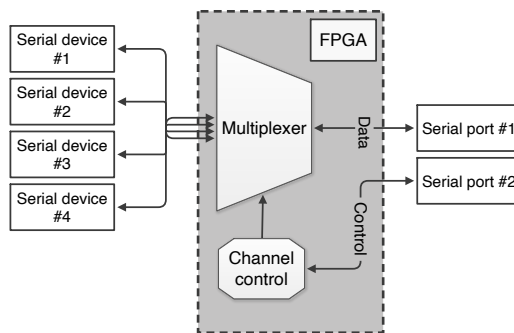 Serial device
#1
Serial device
#2
Serial device
#3
Serial device
#4
FPGA
Multiplexer
Data
Control
Channel
control
Serial port #1
Serial port #2